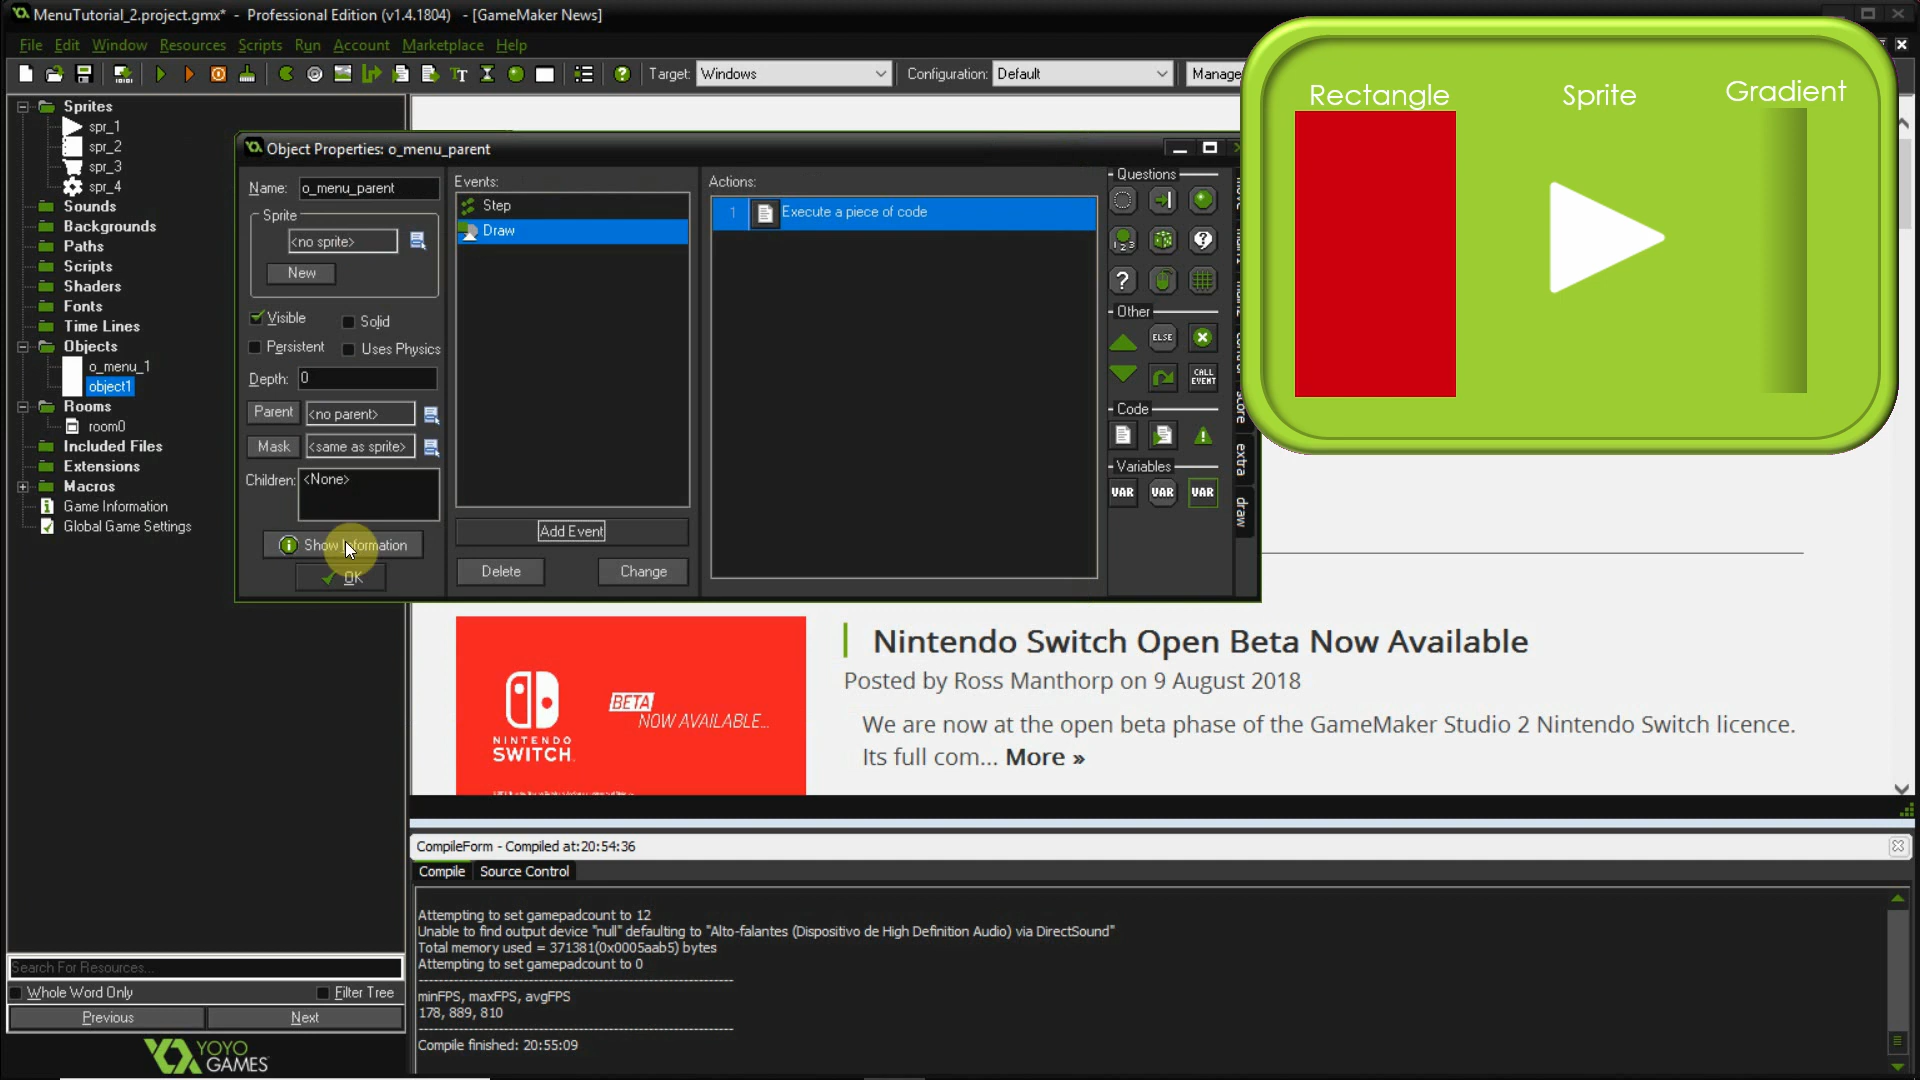 MenuTutorial_2.project.gmx* - Professional Edition (v1.4.1804) - [GameMaker News]
File Edit Window Resources Scripts Run Account Marketplace Help
Target: Windows Configuration: Default Manage
Rectangle Sprite Gradient
Sprites
spr_1
spr_2
spr_3
spr_4
Sounds
Backgrounds
Paths
Scripts
Shaders
Fonts
Time Lines
Objects
o_menu_1
object1
Rooms
room0
Included Files
Extensions
Macros
Game Information
Global Game Settings
Object Properties: o_menu_parent
Name: o_menu_parent
Sprite
<no sprite>
New
Visible Solid
Persistent Uses Physics
Depth: 0
Parent <no parent>
Mask <same as sprite>
Children: <None>
Show Information
OK
Events:
Step
Draw
Add Event
Delete Change
Actions:
1 Execute a piece of code
Questions
Other
ELSE
CALL EVENT
Code
Variables
VAR VAR VAR
score
extra
draw
Nintendo Switch Open Beta Now Available
Posted by Ross Manthorp on 9 August 2018
We are now at the open beta phase of the GameMaker Studio 2 Nintendo Switch licence.
Its full com... More »
NINTENDO
SWITCH
BETA
NOW AVAILABLE...
CompileForm - Compiled at:20:54:36
Compile Source Control
Attempting to set gamepadcount to 12
Unable to find output device "null" defaulting to "Alto-falantes (Dispositivo de High Definition Audio) via DirectSound"
Total memory used = 371381(0x0005aab5) bytes
Attempting to set gamepadcount to 0
minFPS, maxFPS, avgFPS
178, 889, 810
Compile finished: 20:55:09
Search For Resources...
Whole Word Only Filter Tree
Previous Next
YOYO
GAMES